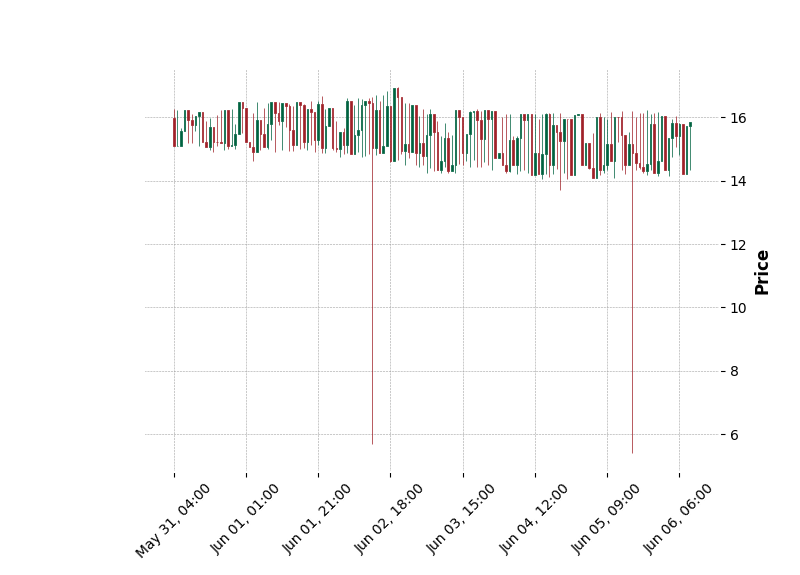 16
14
12
10
8
6
Price
May 31, 04:00
Jun 01, 01:00
Jun 01, 21:00
Jun 02, 18:00
Jun 03, 15:00
Jun 04, 12:00
Jun 05, 09:00
Jun 06, 06:00